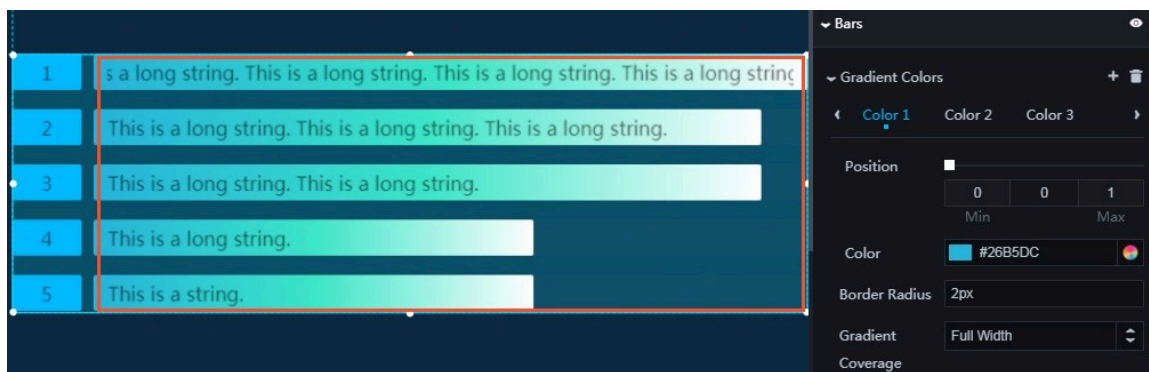 Bars
1 s a long string. This is a long string. This is a long string. This is a long string
Gradient Colors
Color 1 Color 2 Color 3
2 This is a long string. This is a long string. This is a long string.
Position
3 This is a long string. This is a long string.
0 0 1
Min Max
4 This is a long string.
Color #26B5DC
5 This is a string.
Border Radius 2px
Gradient Full Width
Coverage